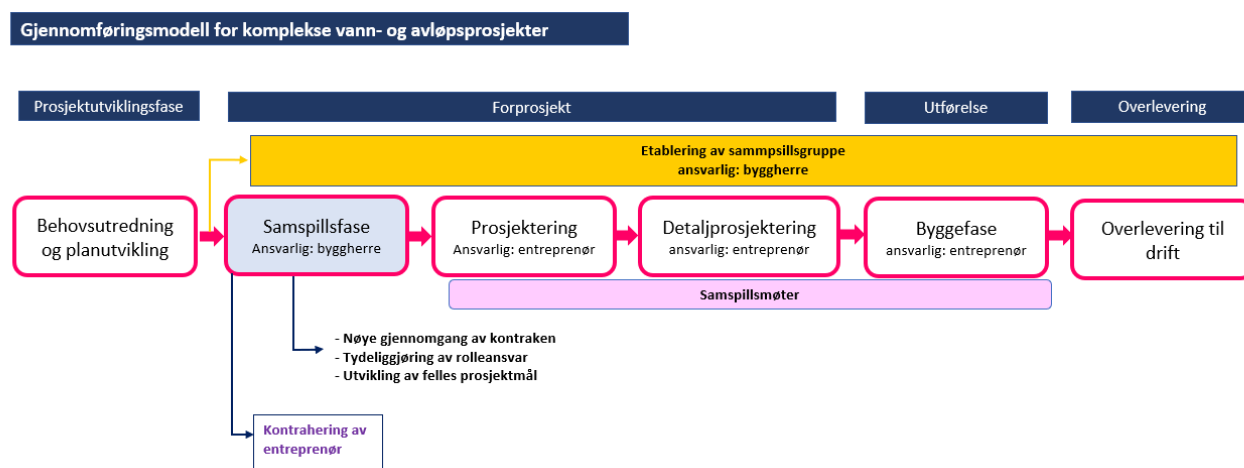 Gjennomføringsmodell for komplekse vann- og avløpsprosjekter
Prosjektutviklingsfase
Forprosjekt
Utførelse
Overlevering
Etablering av sammpsillsgruppe
ansvarlig: byggherre
Behovsutredning
og planutvikling
Samspillsfase
Ansvarlig: byggherre
Prosjektering
Ansvarlig: entreprenør
Detaljprosjektering
ansvarlig: entreprenør
Byggefase
ansvarlig: entreprenør
Overlevering til
drift
Samspillsmøter
- Nøye gjennomgang av kontraken
- Tydeliggjøring av rolleansvar
- Utvikling av felles prosjektmål
Kontrahering av
entreprenør